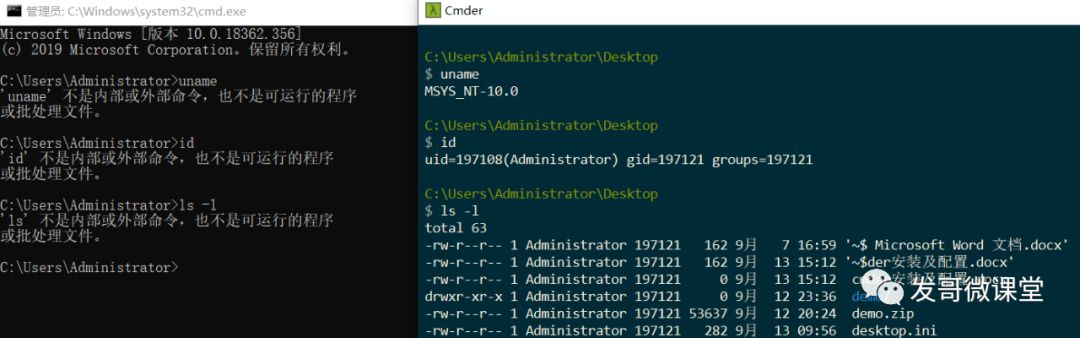 管理员: C:\Windows\system32\cmd.exe
Microsoft Windows [版本 10.0.18362.356]
(c) 2019 Microsoft Corporation。保留所有权利。
C:\Users\Administrator>uname
'uname' 不是内部或外部命令，也不是可运行的程序
或批处理文件。
C:\Users\Administrator>id
'id' 不是内部或外部命令，也不是可运行的程序
或批处理文件。
C:\Users\Administrator>ls -l
'ls' 不是内部或外部命令，也不是可运行的程序
或批处理文件。
C:\Users\Administrator>
λ Cmder
C:\Users\Administrator\Desktop
$ uname
MSYS_NT-10.0
C:\Users\Administrator\Desktop
$ id
uid=197108(Administrator) gid=197121 groups=197121
C:\Users\Administrator\Desktop
$ ls -l
total 63
-rw-r--r-- 1 Administrator 197121 162 9月 7 16:59 '~$ Microsoft Word 文档.docx'
-rw-r--r-- 1 Administrator 197121 162 9月 13 15:12 '~$der安装及配置.docx'
-rw-r--r-- 1 Administrator 197121 0 9月 13 15:12
drwxr-xr-x 1 Administrator 197121 0 9月 12 23:36
-rw-r--r-- 1 Administrator 197121 53637 9月 12 20:24 demo.zip
-rw-r--r-- 1 Administrator 197121 282 9月 13 09:56 desktop.ini
发哥微课堂